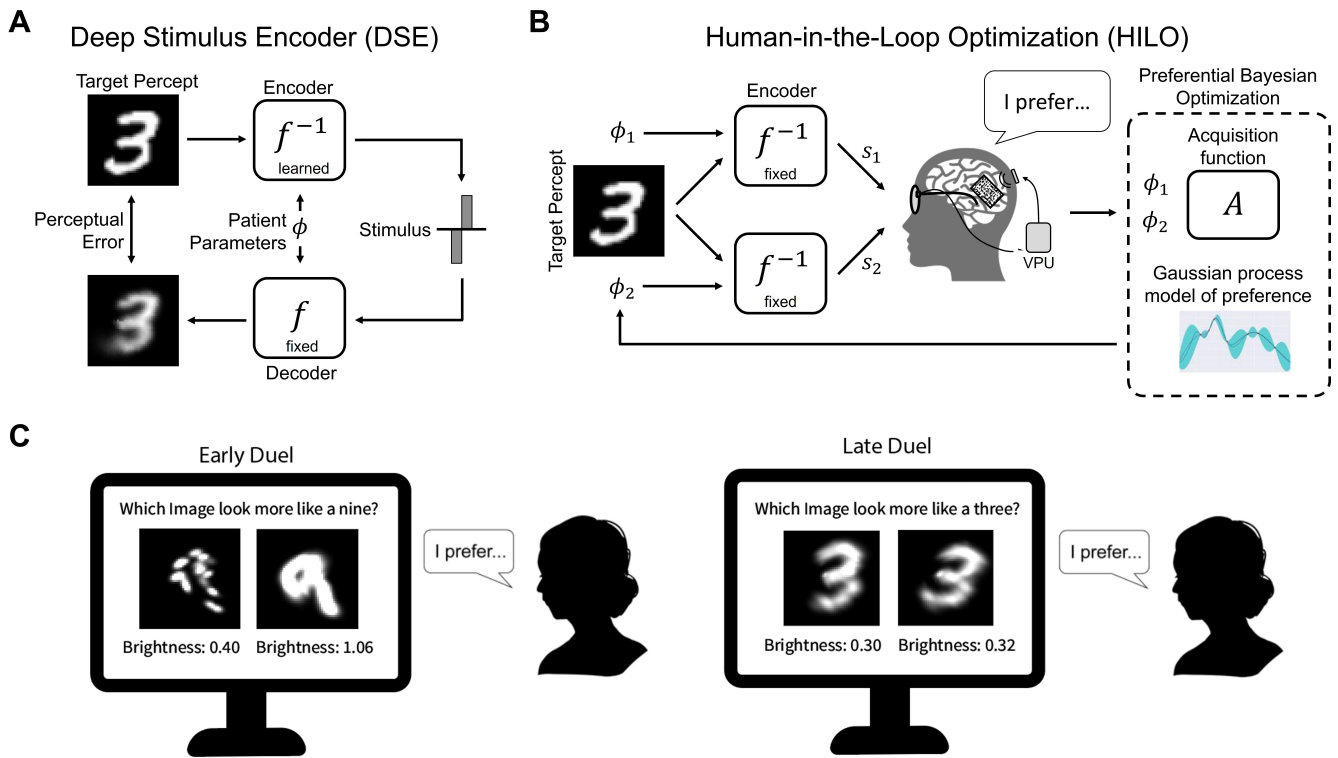 A
Deep Stimulus Encoder (DSE)
Target Percept
Encoder
f⁻¹
learned
Perceptual
Error
Patient
Parameters
ϕ
Stimulus
f
fixed
Decoder
B
Human-in-the-Loop Optimization (HILO)
Encoder
ϕ₁
f⁻¹
fixed
s₁
Target Percept
ϕ₂
f⁻¹
fixed
s₂
I prefer...
VPU
Preferential Bayesian
Optimization
Acquisition
function
ϕ₁
ϕ₂
A
Gaussian process
model of preference
C
Early Duel
Which Image look more like a nine?
Brightness: 0.40 Brightness: 1.06
I prefer...
Late Duel
Which Image look more like a three?
Brightness: 0.30 Brightness: 0.32
I prefer...